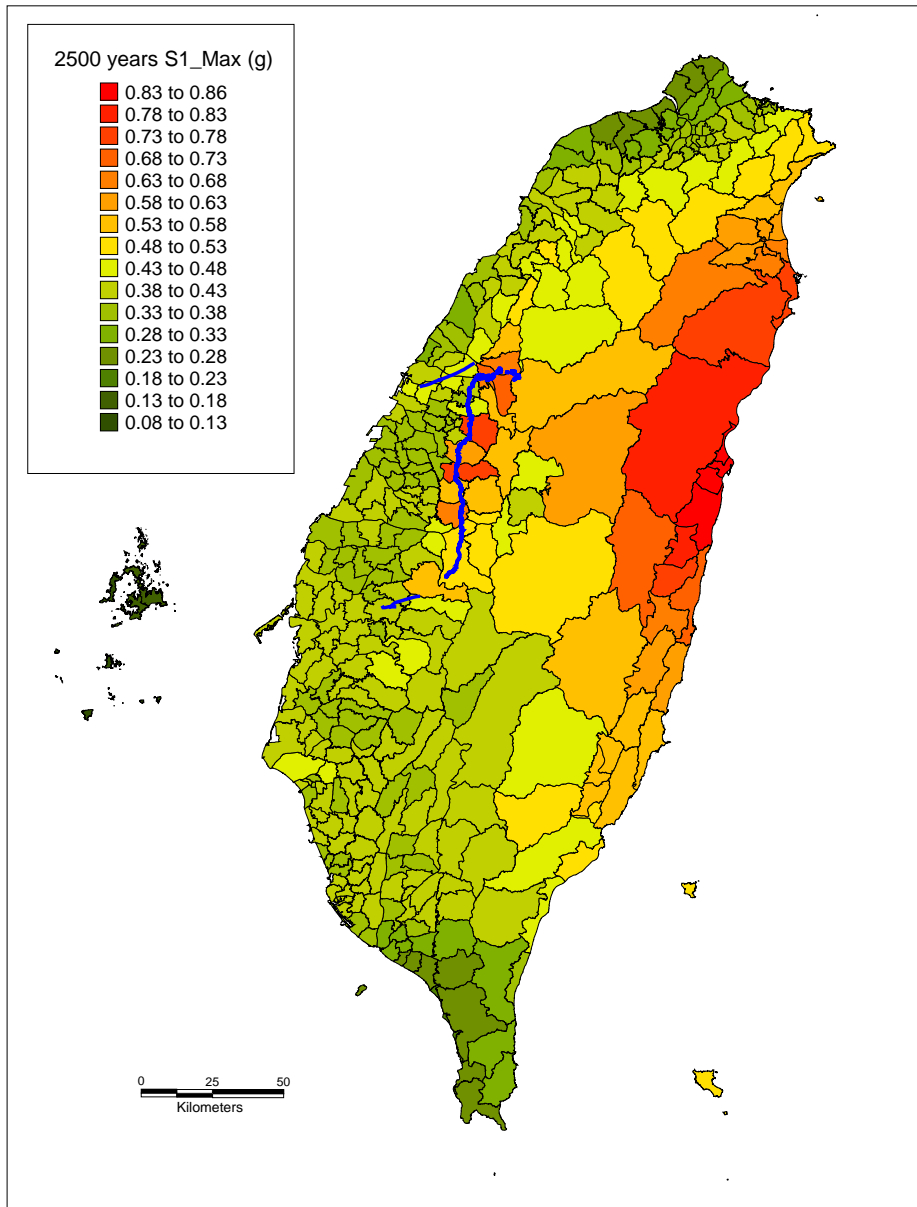 2500 years S1_Max (g)
0.83 to 0.86
0.78 to 0.83
0.73 to 0.78
0.68 to 0.73
0.63 to 0.68
0.58 to 0.63
0.53 to 0.58
0.48 to 0.53
0.43 to 0.48
0.38 to 0.43
0.33 to 0.38
0.28 to 0.33
0.23 to 0.28
0.18 to 0.23
0.13 to 0.18
0.08 to 0.13
0 25 50
Kilometers